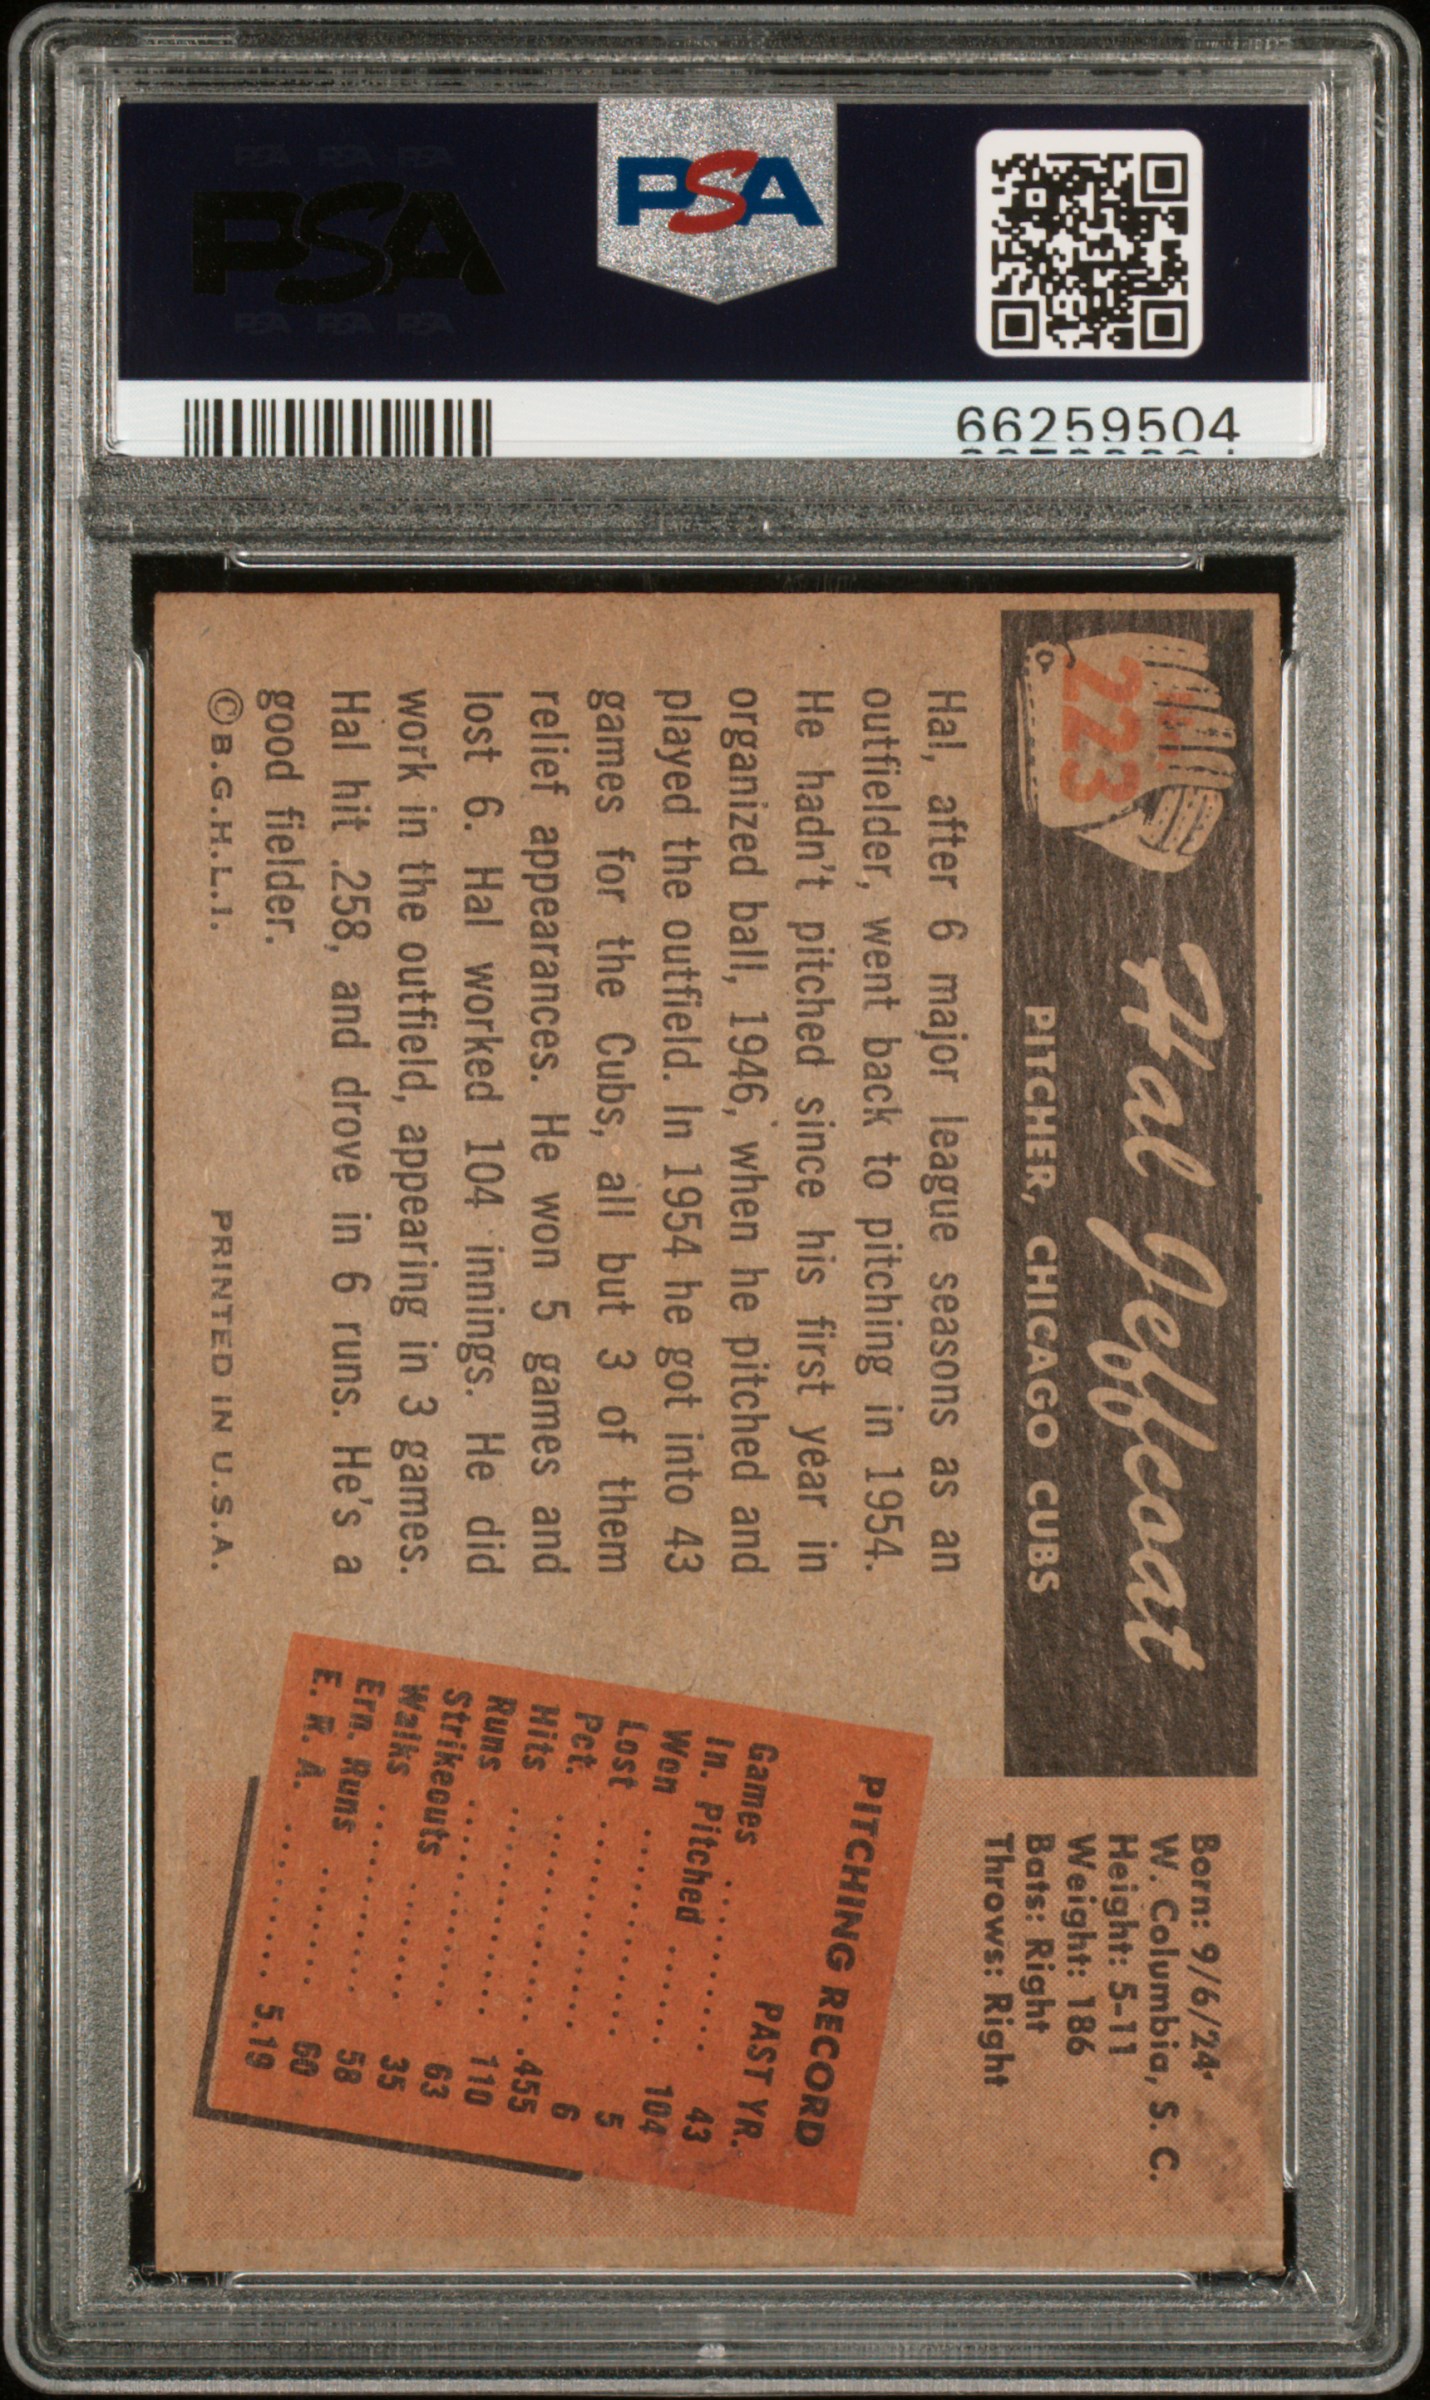 PSA PSA PSA
PSA
PSA PSA PSA
PSA
66259504
223
Hal Jeffcoat
PITCHER, CHICAGO CUBS
Hal, after 6 major league seasons as an
outfielder, went back to pitching in 1954.
He hadn't pitched since his first year in
organized ball, 1946, when he pitched and
played the outfield. In 1954 he got into 43
games for the Cubs, all but 3 of them
relief appearances. He won 5 games and
lost 6. Hal worked 104 innings. He did
work in the outfield, appearing in 3 games.
Hal hit .258, and drove in 6 runs. He's a
good fielder.
© B.G.H.L.I. PRINTED IN U.S.A.
Born: 9/6/24
W. Columbia, S. C.
Height: 5-11
Weight: 186
Bats: Right
Throws: Right
PITCHING RECORD
PAST YR.
Games 43
In. Pitched 104
Won 5
Lost 6
Pct. .455
Hits 110
Runs 63
Strikeouts 35
Walks 58
Ern. Runs 60
E. R. A. 5.19